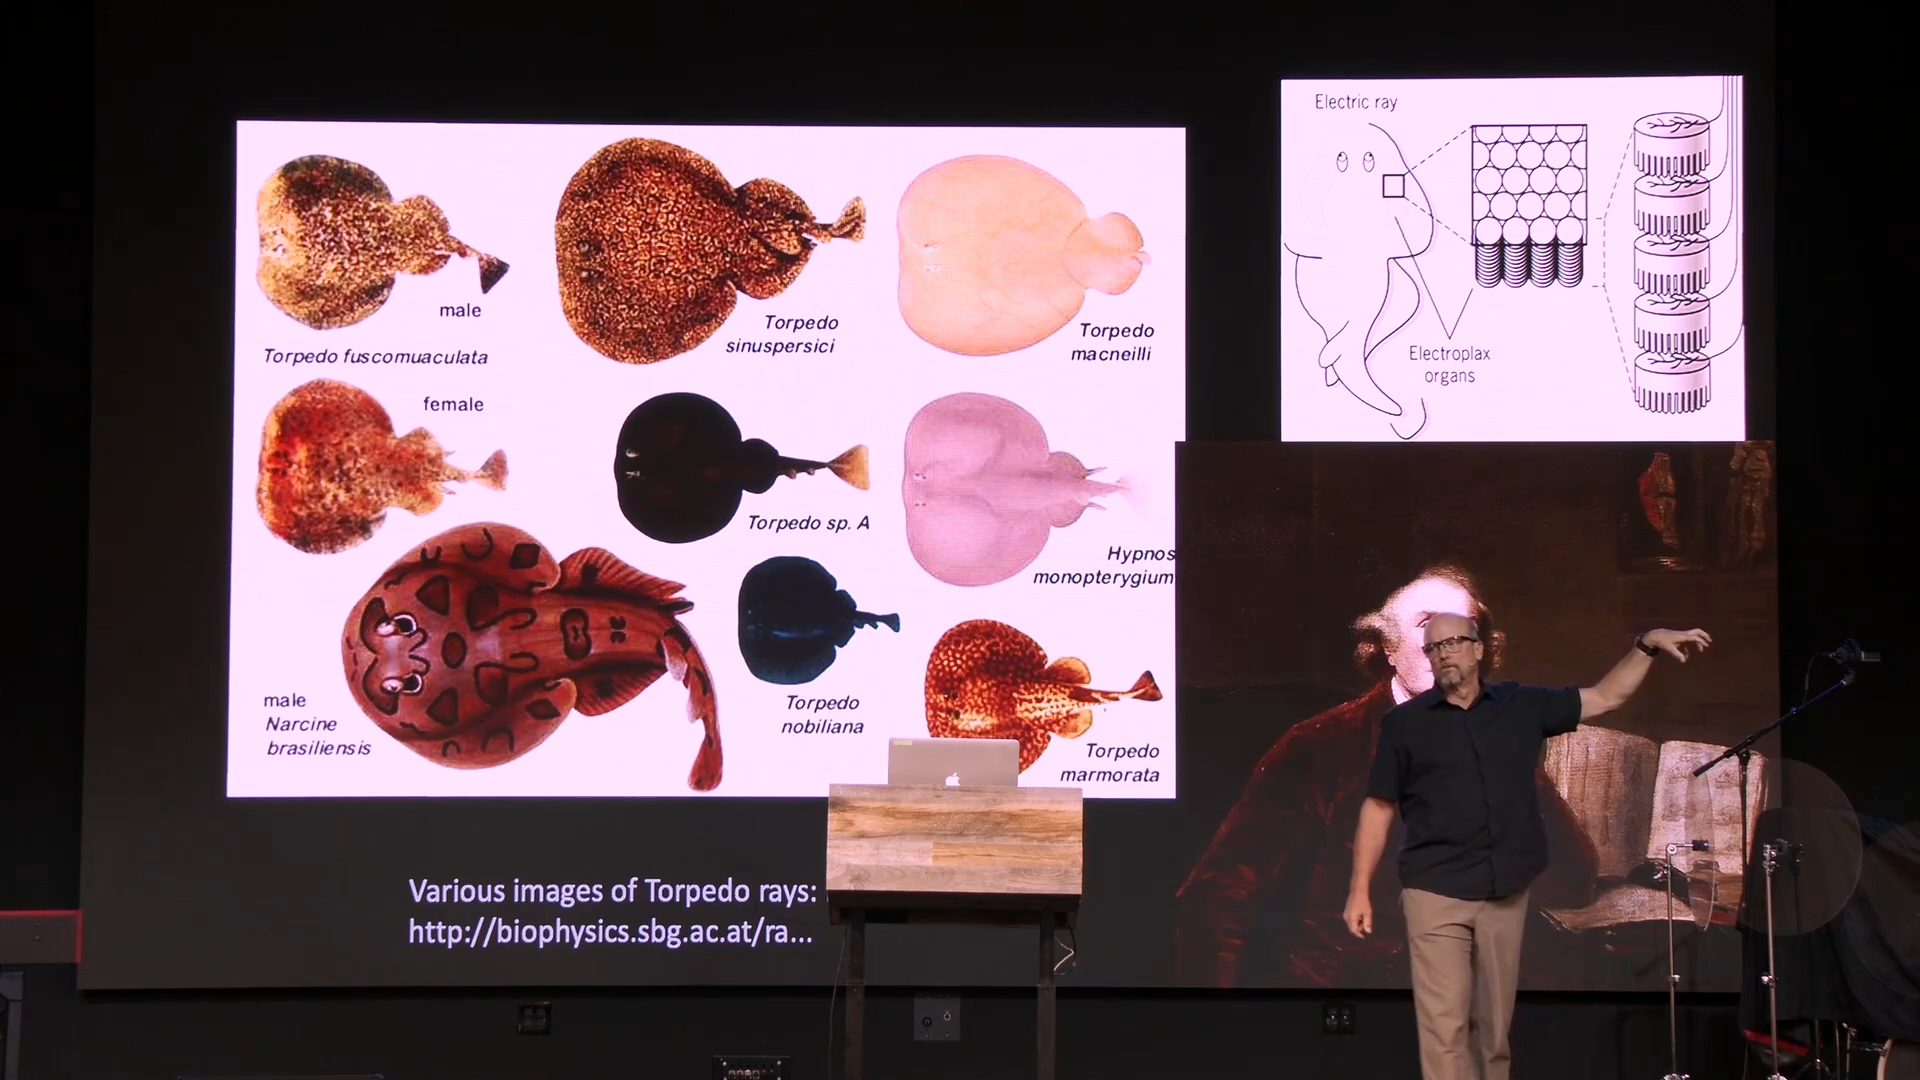 male
Torpedo fuscomuaculata
Torpedo
sinuspersici
Torpedo
macneilli
female
Torpedo sp. A
Hypnos
monopterygium
male
Narcine
brasiliensis
Torpedo
nobiliana
Torpedo
marmorata
Electric ray
Electroplax
organs
Various images of Torpedo rays:
http://biophysics.sbg.ac.at/ra...